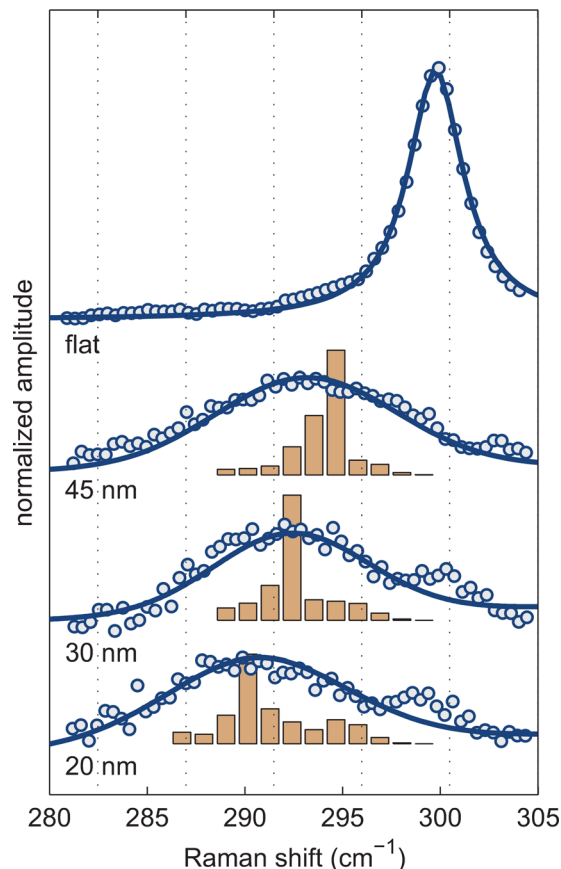 normalized amplitude
flat
45 nm
30 nm
20 nm
280 285 290 295 300 305
Raman shift (cm⁻¹)